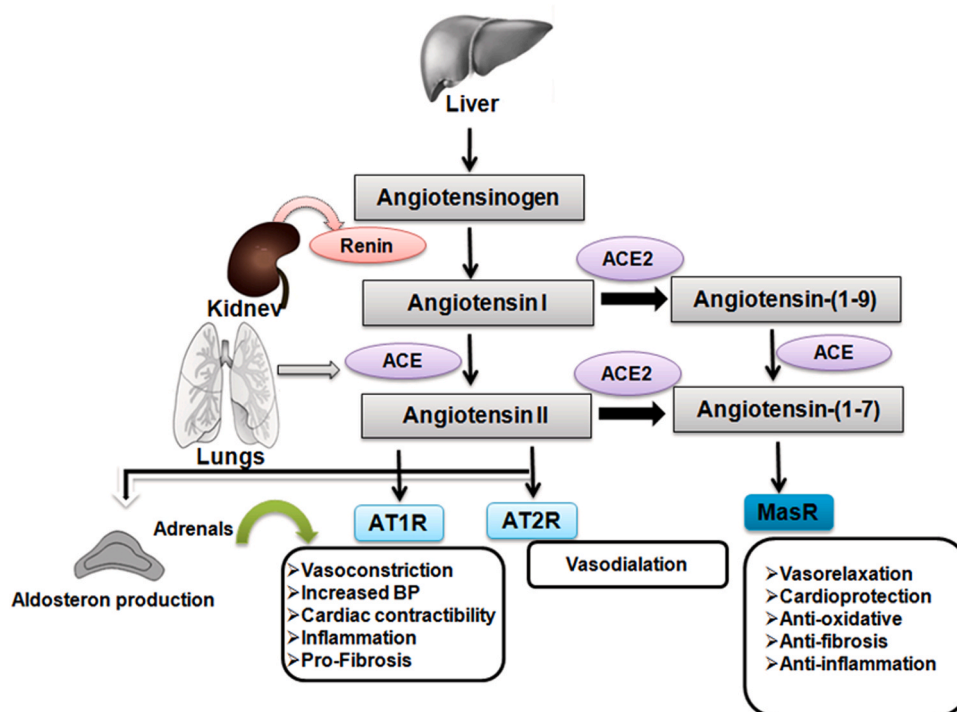 Liver
Angiotensinogen
Renin
Kidnev
ACE2
Angiotensin I
Angiotensin-(1-9)
ACE
ACE
ACE2
Angiotensin II
Angiotensin-(1-7)
Lungs
Adrenals
AT1R
AT2R
MasR
Aldosteron production
➢Vasoconstriction
➢Increased BP
➢Cardiac contractibility
➢Inflammation
➢Pro-Fibrosis
Vasodialation
➢Vasorelaxation
➢Cardioprotection
➢Anti-oxidative
➢Anti-fibrosis
➢Anti-inflammation